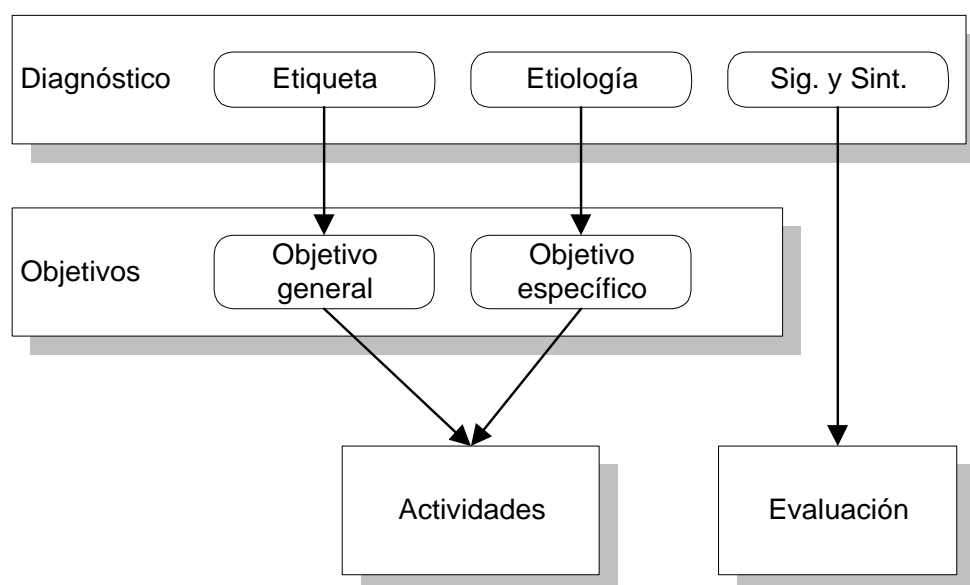 Diagnóstico
Etiqueta
Etiología
Sig. y Sint.
Objetivos
Objetivo
general
Objetivo
específico
Actividades
Evaluación